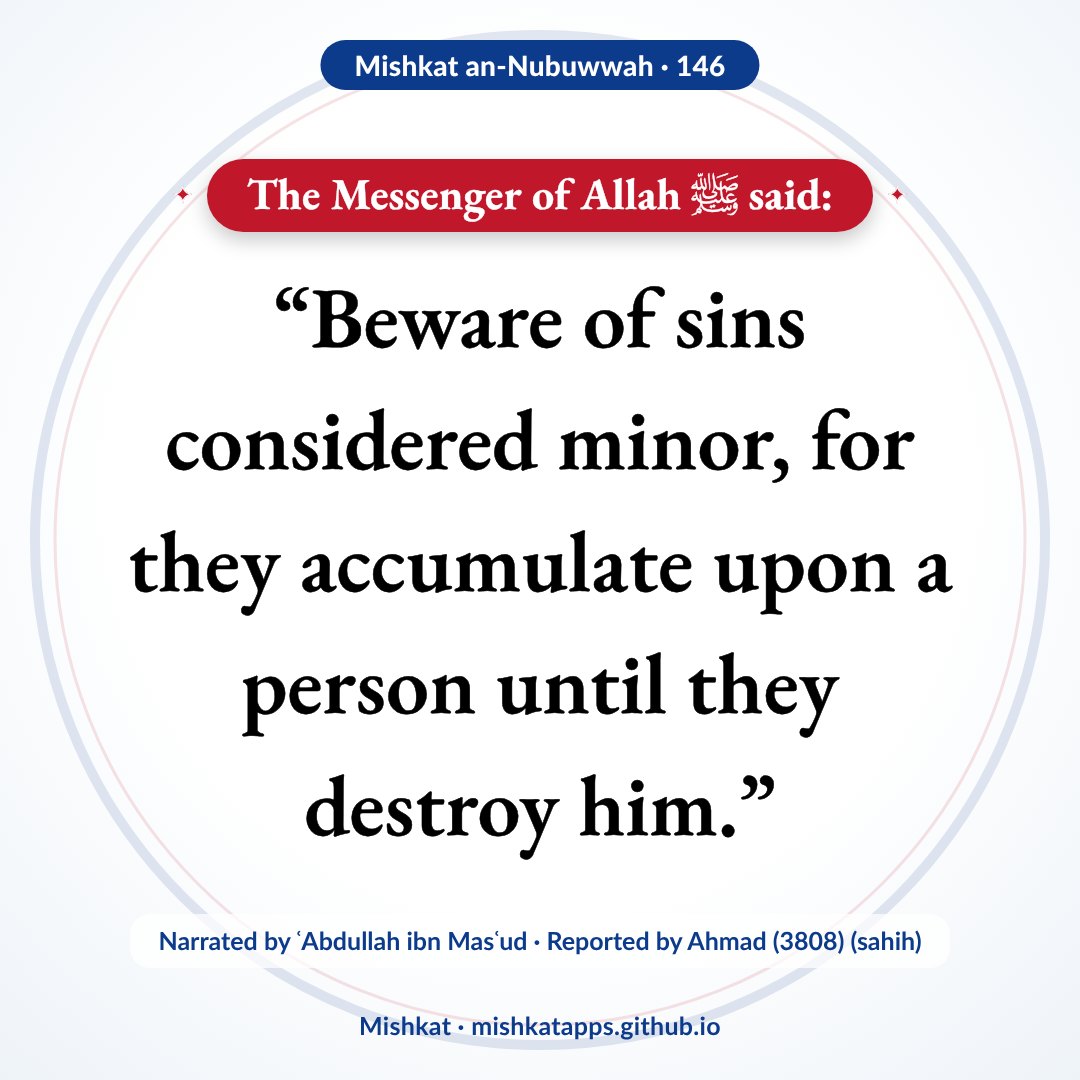 Mishkat an-Nubuwwah · 146
The Messenger of Allah ﷺ said:
“Beware of sins
considered minor, for
they accumulate upon a
person until they
destroy him.”
Narrated by ʿAbdullah ibn Masʿud · Reported by Ahmad (3808) (sahih)
Mishkat · mishkatapps.github.io